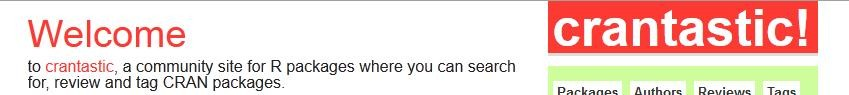 Welcome
to crantastic, a community site for R packages where you can search
for, review and tag CRAN packages.
crantastic!
Packages Authors Reviews Tags